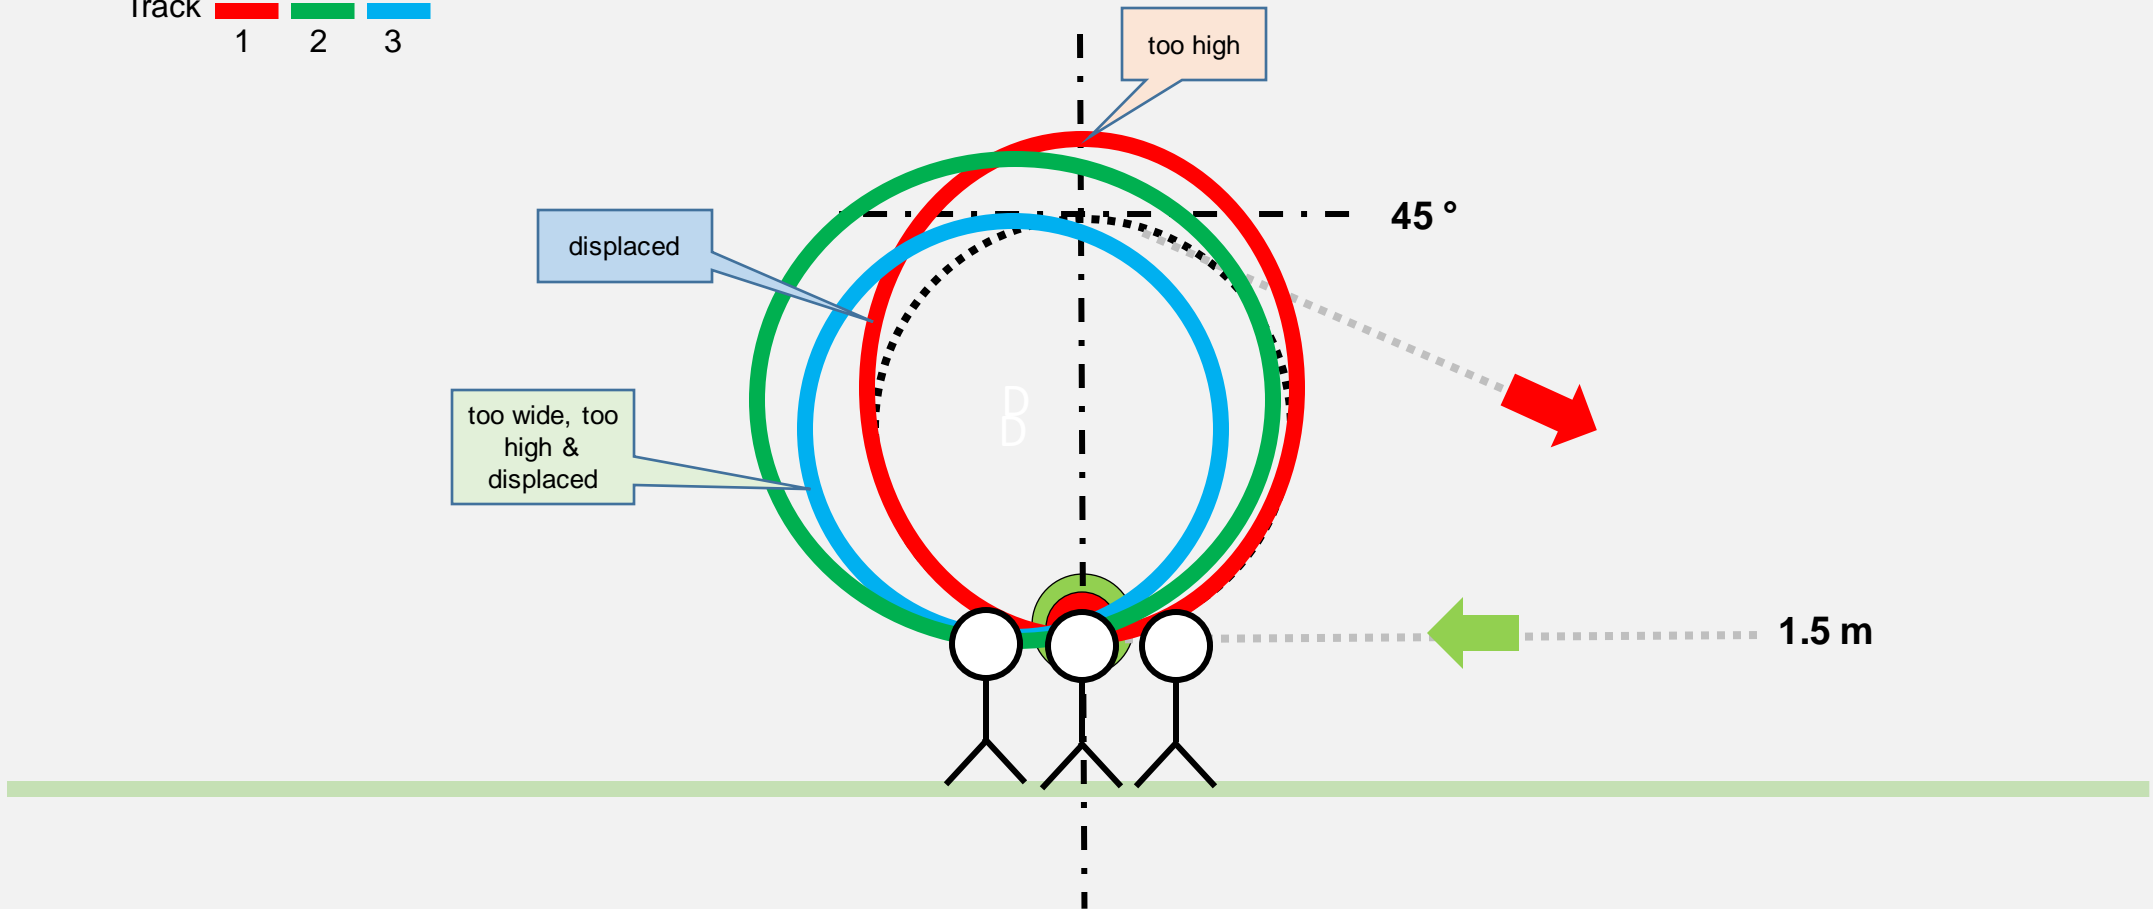 Track
1 2 3
too high
45 °
displaced
too wide, too
high &
displaced
B
D
1.5 m